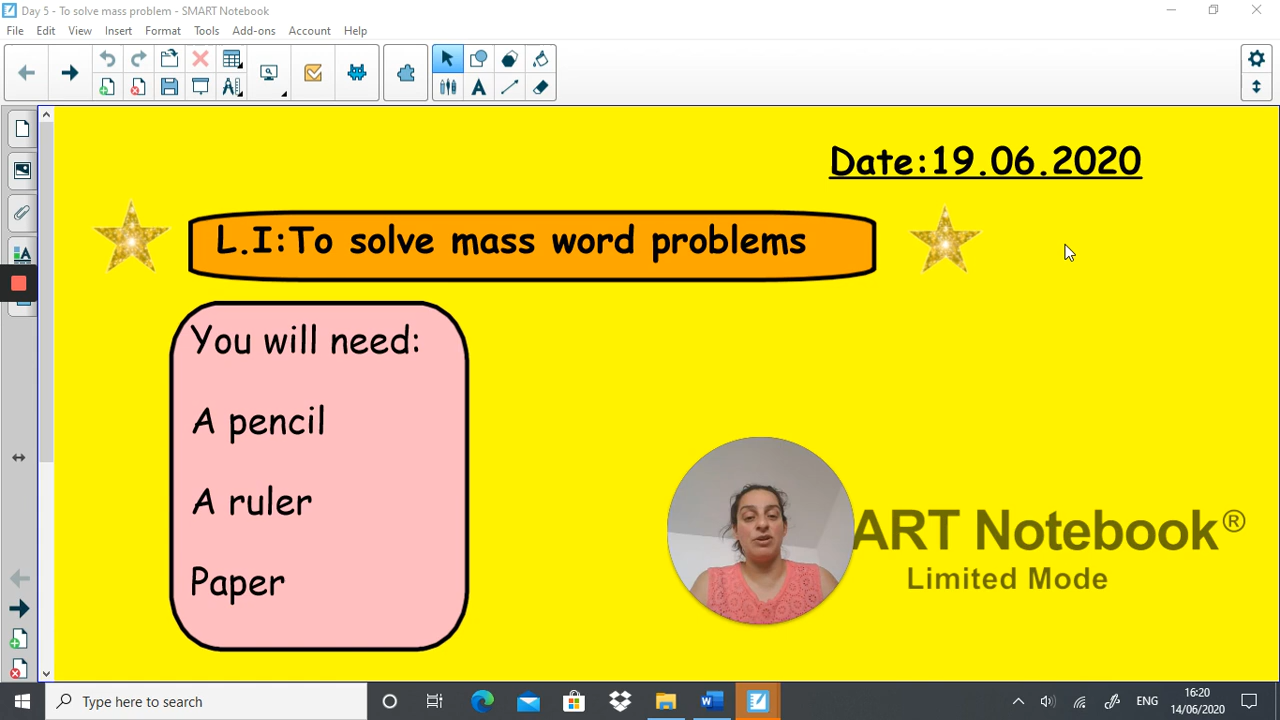 Day 5 - To solve mass problem - SMART Notebook
File Edit View Insert Format Tools Add-ons Account Help
Date:19.06.2020
L.I:To solve mass word problems
You will need:
A pencil
A ruler
Paper
ART Notebook®
Limited Mode
Type here to search
ENG
16:20
14/06/2020